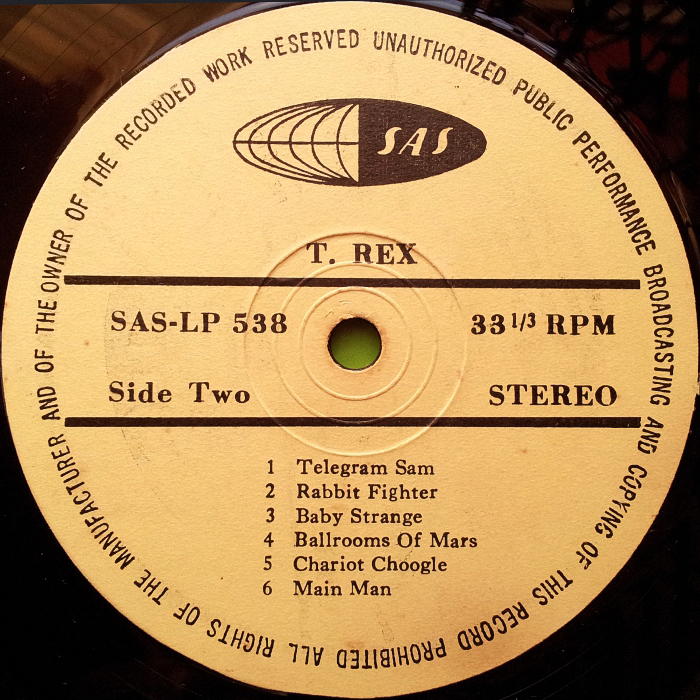 ALL RIGHTS OF THE MANUFACTURER AND OF THE OWNER OF THE RECORDED WORK RESERVED UNAUTHORIZED PUBLIC PERFORMANCE BROADCASTING AND COPYING OF THIS RECORD PROHIBITED
SAS
T. REX
SAS-LP 538
33 1/3 RPM
Side Two
STEREO
1 Telegram Sam
2 Rabbit Fighter
3 Baby Strange
4 Ballrooms Of Mars
5 Chariot Choogle
6 Main Man